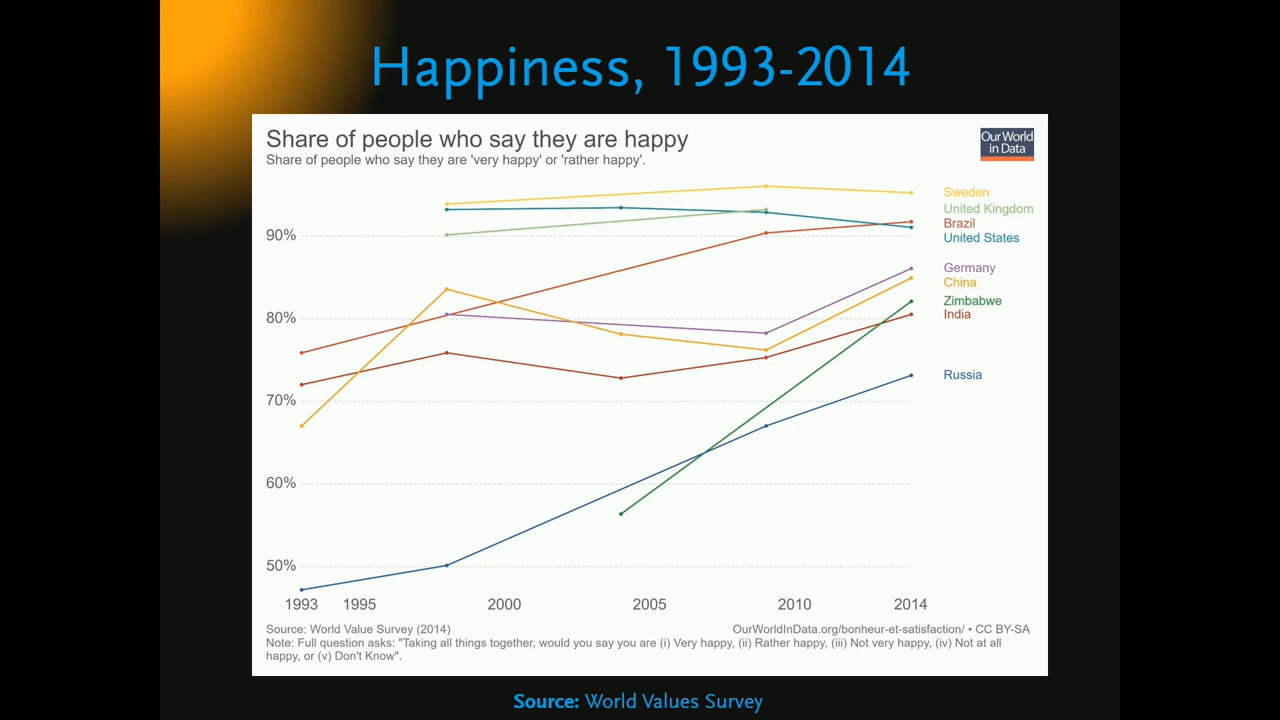 Happiness, 1993-2014
Share of people who say they are happy
Share of people who say they are 'very happy' or 'rather happy'.
Our World
in Data
Sweden
United Kingdom
Brazil
United States
Germany
China
Zimbabwe
India
Russia
90%
80%
70%
60%
50%
1993 1995 2000 2005 2010 2014
Source: World Value Survey (2014) OurWorldInData.org/bonheur-et-satisfaction/ • CC BY-SA
Note: Full question asks: "Taking all things together, would you say you are (i) Very happy, (ii) Rather happy, (iii) Not very happy, (iv) Not at all
happy, or (v) Don't Know".
Source: World Values Survey